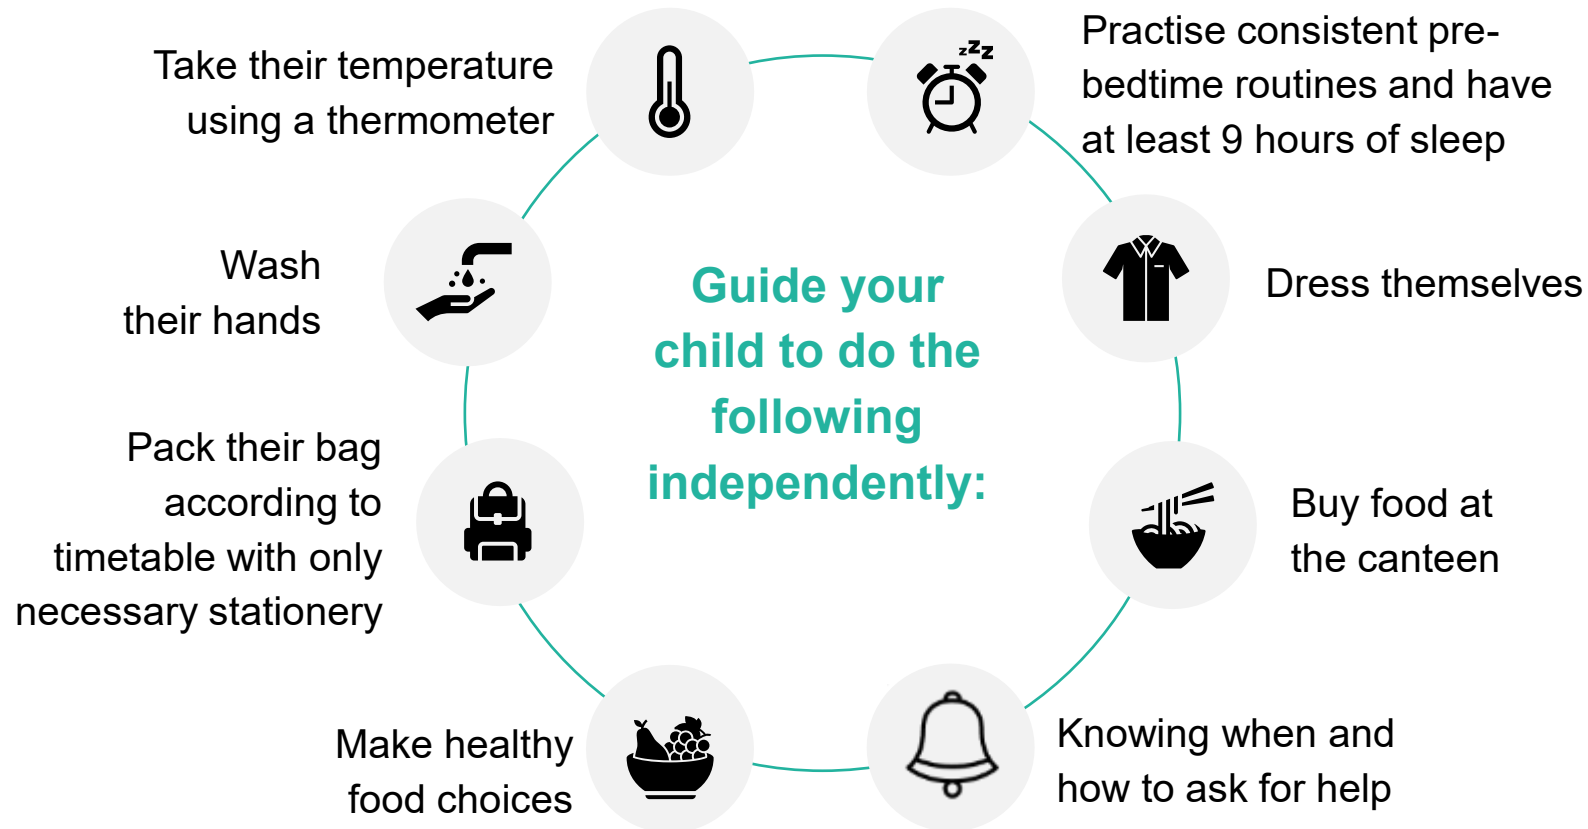 Take their temperature
using a thermometer
Practise consistent pre-
bedtime routines and have
at least 9 hours of sleep
zzZ
Wash
their hands
Guide your
child to do the
following
independently:
Dress themselves
Pack their bag
according to
timetable with only
necessary stationery
Buy food at
the canteen
Make healthy
food choices
Knowing when and
how to ask for help